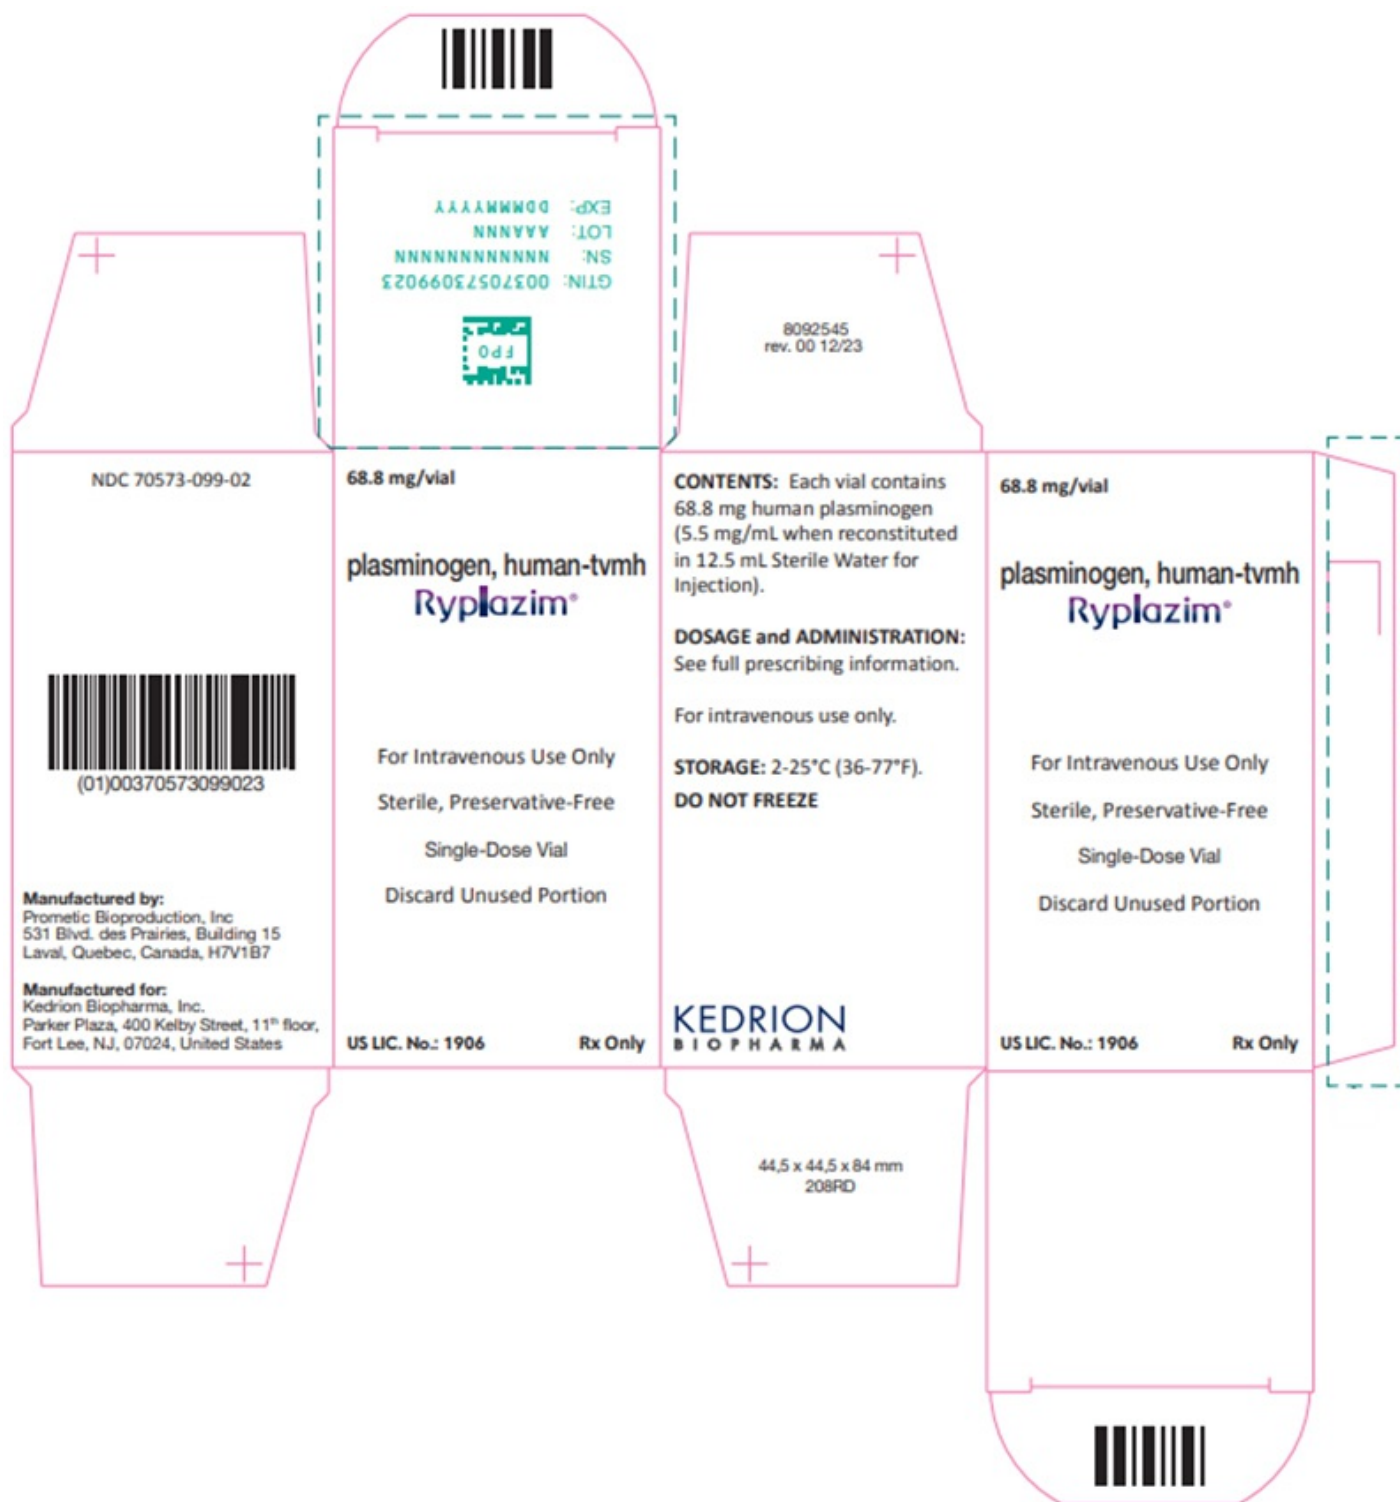 EXP: DDMMMYYYY
LOT: AAANNN
SN: NNNNNNNNNNNN
GTIN: 00370573099023
FPO
8092545
rev. 00 12/23
NDC 70573-099-02
(01)00370573099023
Manufactured by:
Prometic Bioproduction, Inc
531 Blvd. des Prairies, Building 15
Laval, Quebec, Canada, H7V1B7
Manufactured for:
Kedrion Biopharma, Inc.
Parker Plaza, 400 Kelby Street, 11th floor,
Fort Lee, NJ, 07024, United States
68.8 mg/vial
plasminogen, human-tvmh
Ryplazim®
For Intravenous Use Only
Sterile, Preservative-Free
Single-Dose Vial
Discard Unused Portion
US LIC. No.: 1906 Rx Only
CONTENTS: Each vial contains
68.8 mg human plasminogen
(5.5 mg/mL when reconstituted
in 12.5 mL Sterile Water for
Injection).
DOSAGE and ADMINISTRATION:
See full prescribing information.
For intravenous use only.
STORAGE: 2-25°C (36-77°F).
DO NOT FREEZE
KEDRION
BIOPHARMA
68.8 mg/vial
plasminogen, human-tvmh
Ryplazim®
For Intravenous Use Only
Sterile, Preservative-Free
Single-Dose Vial
Discard Unused Portion
US LIC. No.: 1906 Rx Only
44,5 x 44,5 x 84 mm
208RD